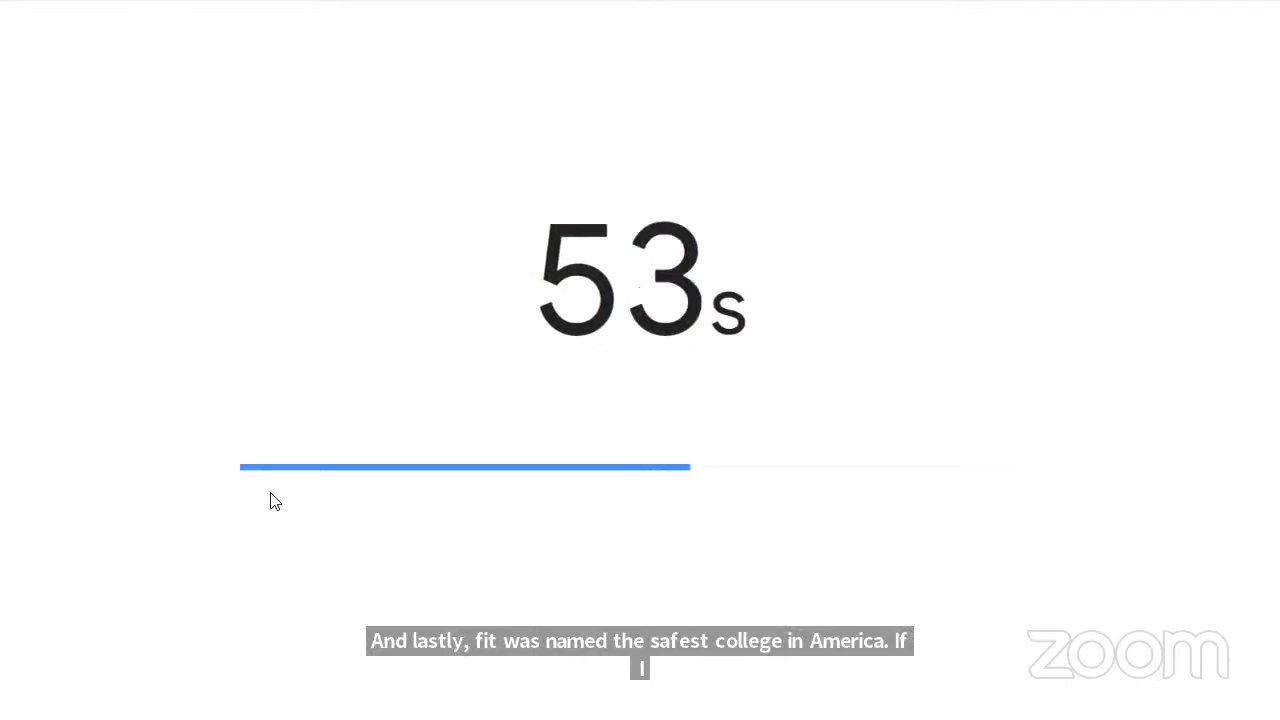 53s
And lastly, fit was named the safest college in America. If
I
zoom